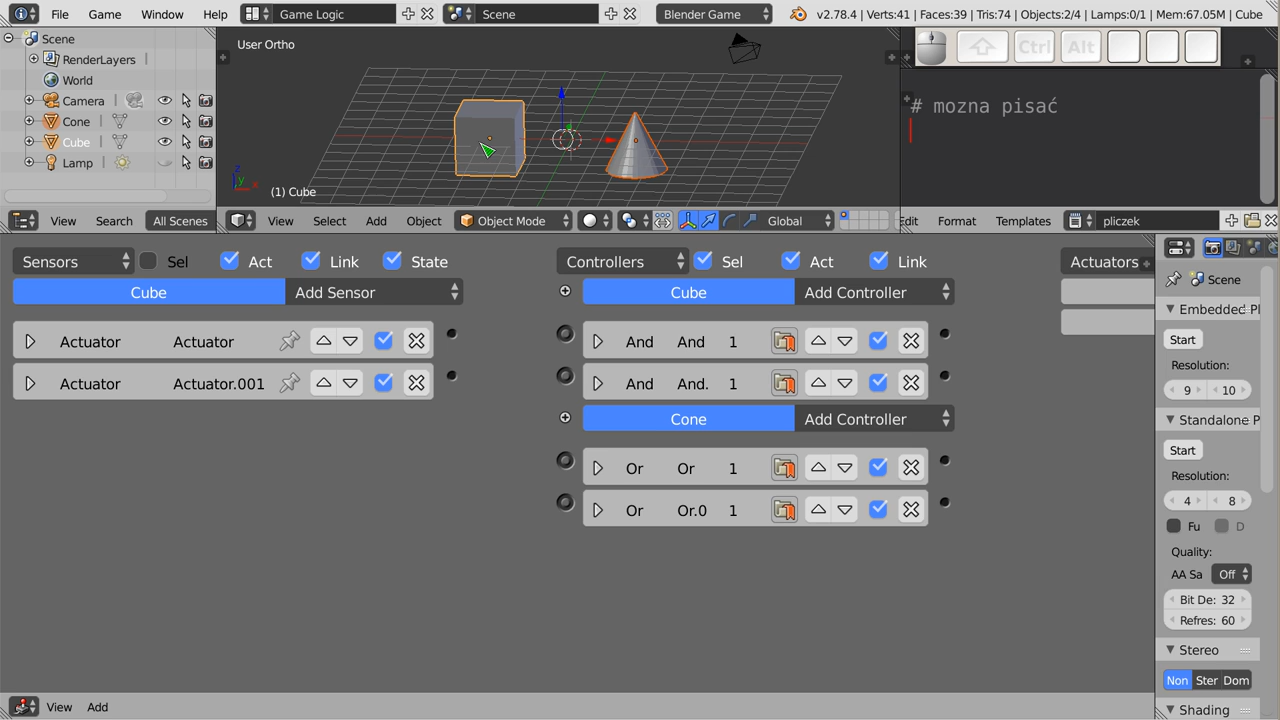 File Game Window Help Game Logic Scene Blender Game v2.78.4 | Verts:41 | Faces:39 | Tris:74 | Objects:2/4 | Lamps:0/1 | Mem:67.05M | Cube
Scene
RenderLayers
World
Camera
Cone
Cube
Lamp
View Search All Scenes
User Ortho
(1) Cube
View Select Add Object Object Mode Global
Ctrl Alt
# mozna pisać
Edit Format Templates pliczek
Sensors Sel Act Link State
Cube Add Sensor
Actuator Actuator
Actuator Actuator.001
Controllers Sel Act Link
Cube Add Controller
And And 1
And And. 1
Cone Add Controller
Or Or 1
Or Or.0 1
Actuators
Scene
Embedded Pl
Start
Resolution:
9 10
Standalone P
Start
Resolution:
4 8
Fu D
Quality:
AA Sa Off
Bit De: 32
Refres: 60
Stereo
Non Ster Dom
Shading
View Add